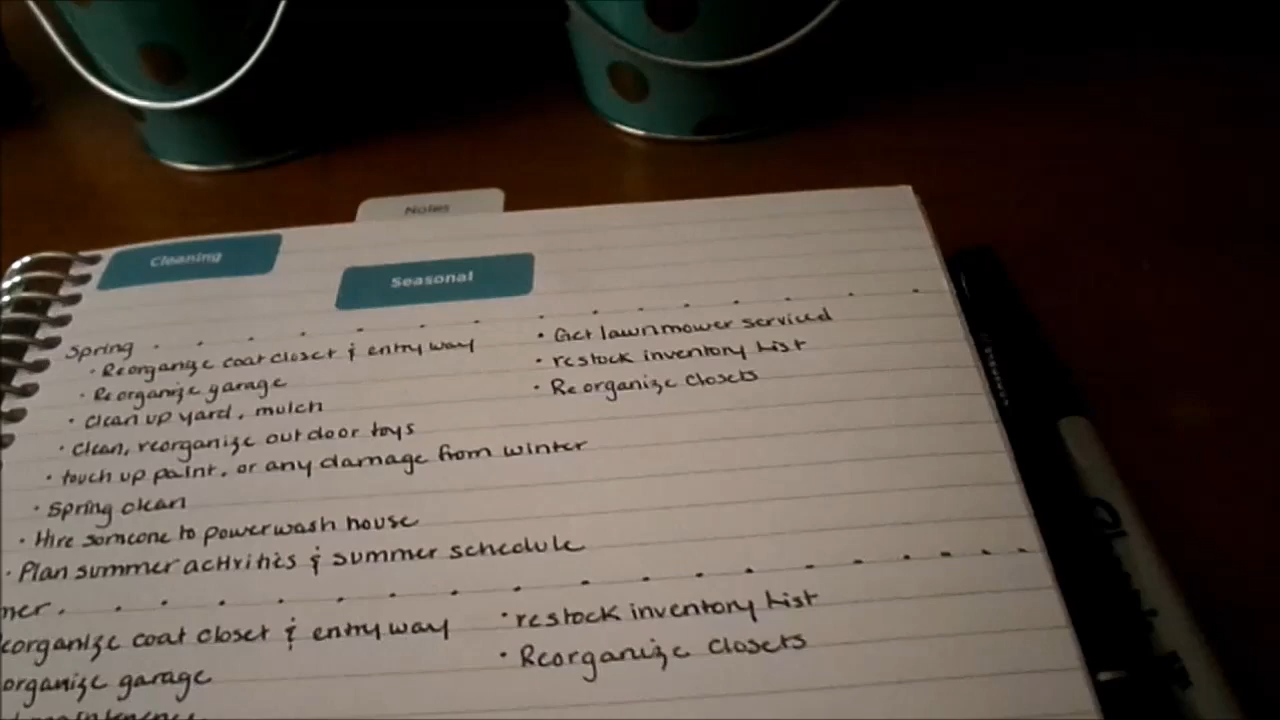 Notes
Cleaning
Seasonal
Spring
• Reorganize coat closet & entry way
• Reorganize garage
• Clean up yard, mulch
• Clean, reorganize outdoor toys
• touch up paint, or any damage from winter
• Spring clean
• Hire someone to powerwash house
• Plan summer activities & summer schedule
• Get lawnmower serviced
• restock inventory list
• Reorganize closets
mer
eorganize coat closet & entry way
organize garage
• restock inventory list
• Reorganize closets